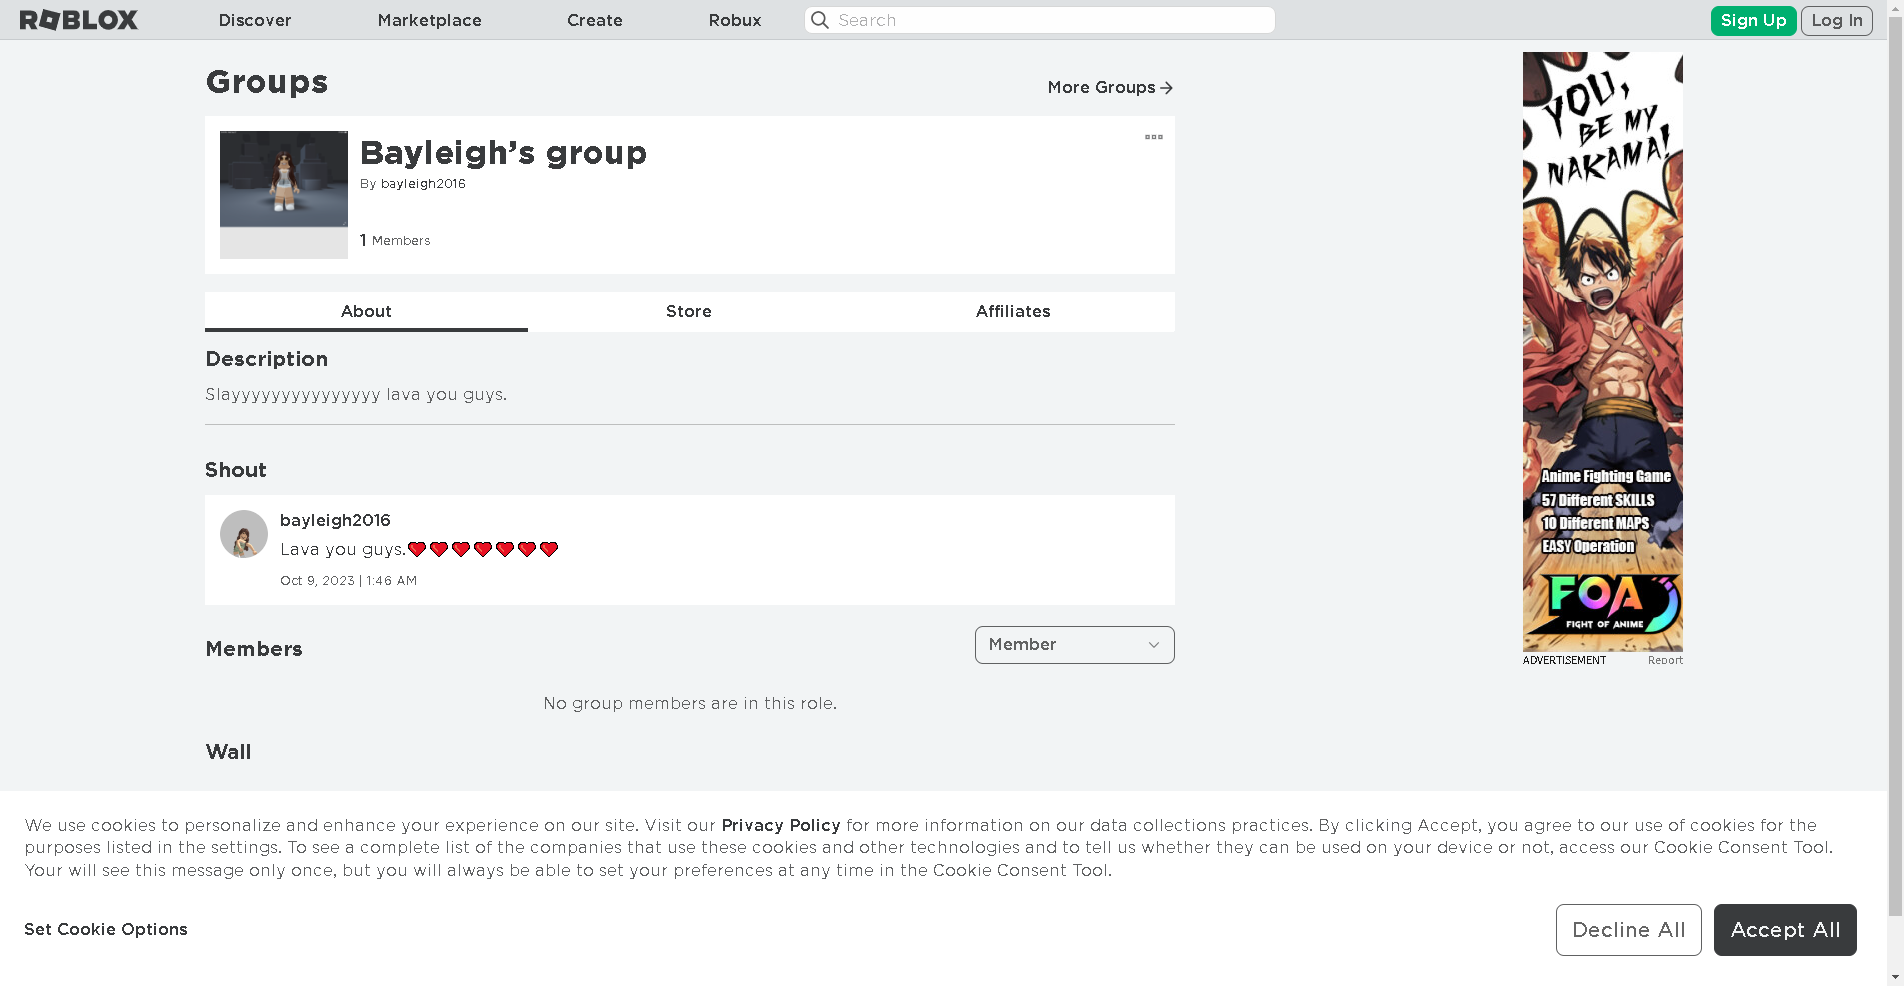 ROBLOX
Discover
Marketplace
Create
Robux
Search
Sign Up
Log In
Groups
More Groups
Bayleigh's group
By bayleigh2016
1 Members
About
Store
Affiliates
Description
Slayyyyyyyyyyyyyyy lava you guys.
Shout
bayleigh2016
Lava you guys.❤❤❤❤❤❤❤
Oct 9, 2023 | 1:46 AM
Members
Member
No group members are in this role.
Wall
YOU,
BE MY
NAKAMA!
Anime Fighting Game
57 Different SKILLS
10 Different MAPS
EASY Operation
FOA
FIGHT OF ANIME
ADVERTISEMENT
Report
We use cookies to personalize and enhance your experience on our site. Visit our Privacy Policy for more information on our data collections practices. By clicking Accept, you agree to our use of cookies for the
purposes listed in the settings. To see a complete list of the companies that use these cookies and other technologies and to tell us whether they can be used on your device or not, access our Cookie Consent Tool.
Your will see this message only once, but you will always be able to set your preferences at any time in the Cookie Consent Tool.
Set Cookie Options
Decline All
Accept All